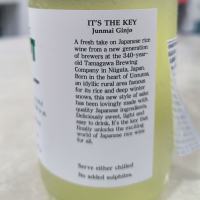 IT'S THE KEY
Junmai Ginjo
A fresh take on Japanese rice
wine from a new generation
of brewers at the 340-year-
old Tamagawa Brewing
Company in Niigata, Japan.
Born in the heart of Uonuma,
an idyllic rural area famous
for its rice and deep winter
snows, this new style of sake
has been lovingly made with
quality Japanese ingredients.
Deliciously sweet, light and
easy to drink. It's the key that
finally unlocks the exciting
world of Japanese rice wine
for all.
Serve either chilled
No added sulphites